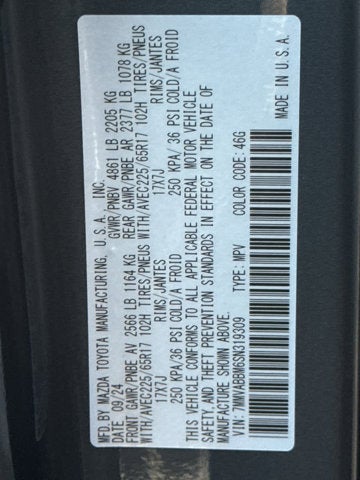 MFD. BY MAZDA TOYOTA MANUFACTURING, U.S.A. INC.
DATE 09/24 GVWR/PNBV 4861 LB 2205 KG
FRONT GAWR/PNBE AV 2566 LB 1164 KG REAR GAWR/PNBE AR 2377 LB 1078 KG
WITH/AVEC225/65R17 102H TIRES/PNEUS WITH/AVEC225/65R17 102H TIRES/PNEUS
17X7J RIMS/JANTES 17X7J RIMS/JANTES
250 KPA/36 PSI COLD/A FROID 250 KPA/ 36 PSI COLD/A FROID
THIS VEHICLE CONFORMS TO ALL APPLICABLE FEDERAL MOTOR VEHICLE
SAFETY, AND THEFT PREVENTION STANDARDS IN EFFECT ON THE DATE OF
MANUFACTURE SHOWN ABOVE.
7MMVABBM6SN319309 TYPE: MPV COLOR CODE: 46G
MADE IN U.S.A.